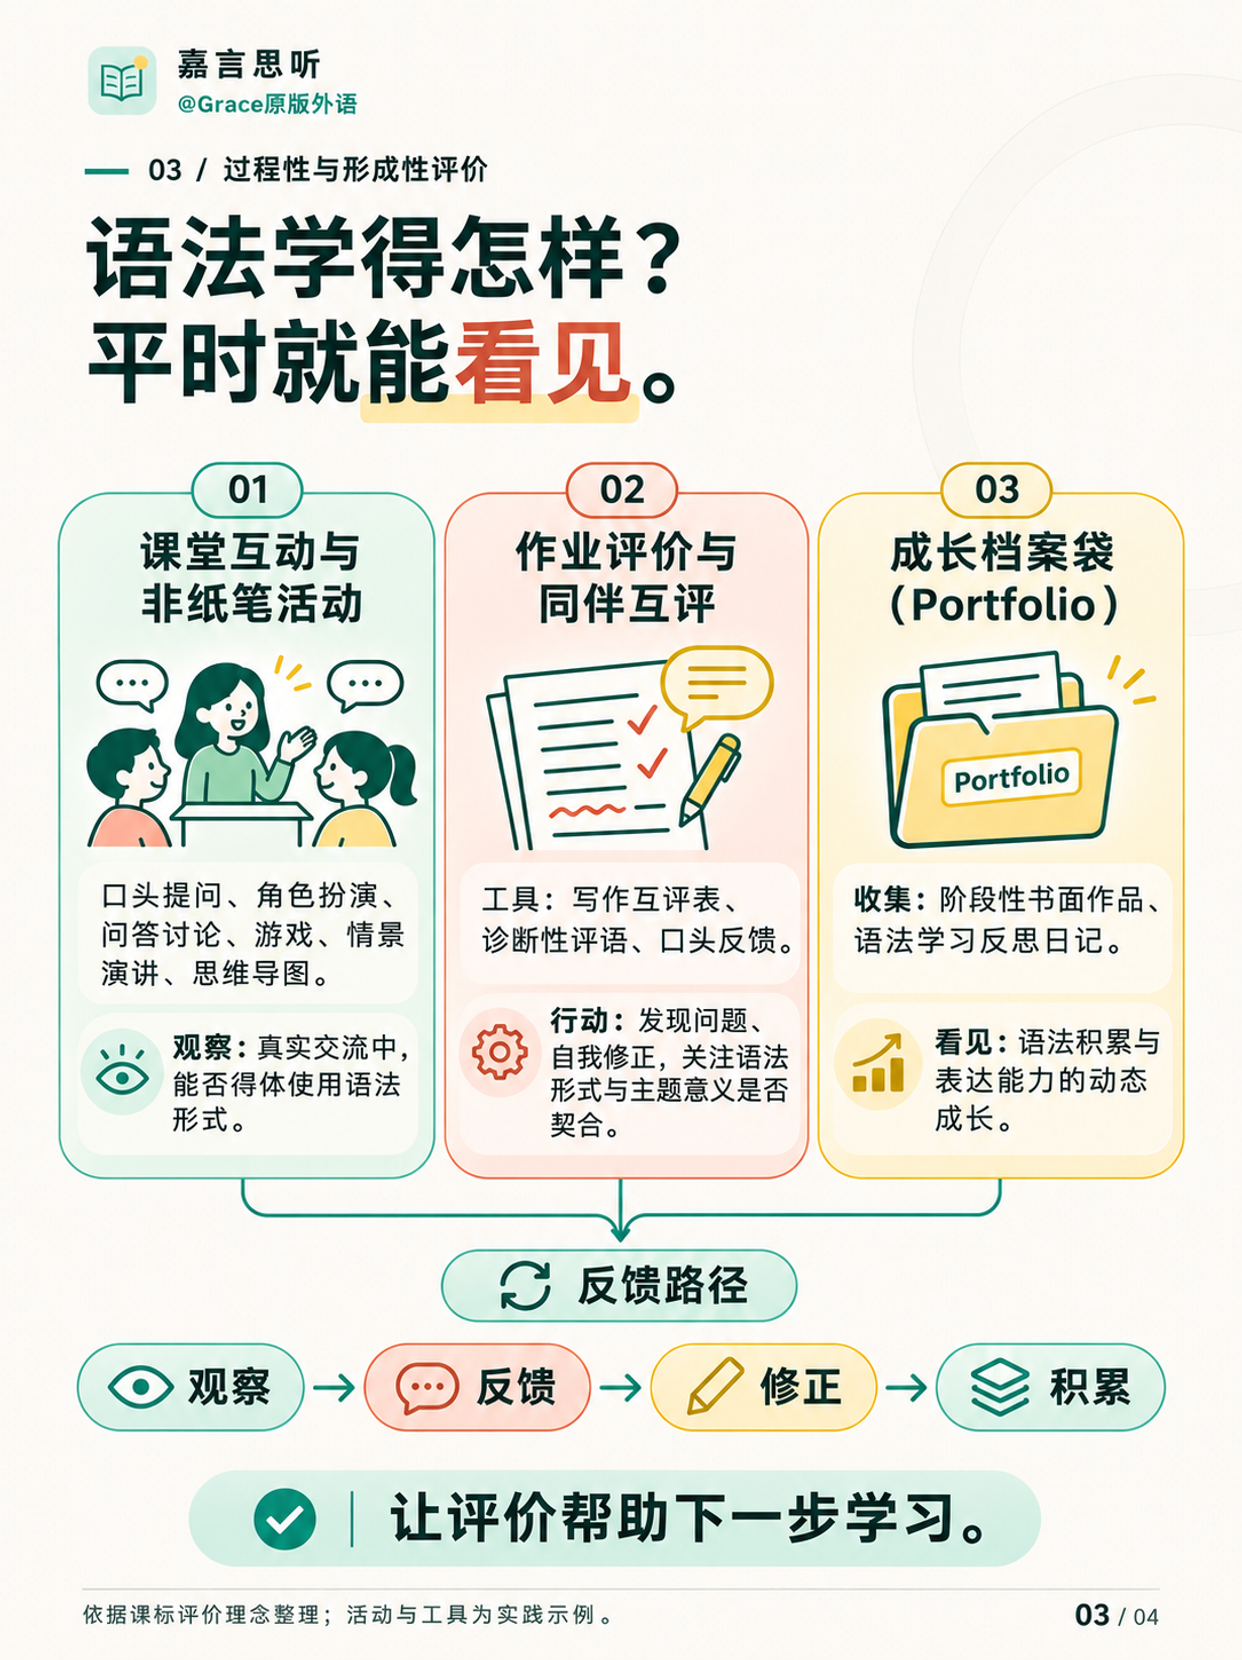 嘉言思听
@Grace原版外语
03 / 过程性与形成性评价
语法学得怎样？
平时就能看见。
01
课堂互动与
非纸笔活动
口头提问、角色扮演、
问答讨论、游戏、情景
演讲、思维导图。
观察：真实交流中，
能否得体使用语法
形式。
02
作业评价与
同伴互评
工具：写作互评表、
诊断性评语、口头反馈。
行动：发现问题、
自我修正，关注语法
形式与主题意义是否
契合。
03
成长档案袋
（Portfolio）
Portfolio
收集：阶段性书面作品、
语法学习反思日记。
看见：语法积累与
表达能力的动态
成长。
反馈路径
观察
反馈
修正
积累
让评价帮助下一步学习。
依据课标评价理念整理；活动与工具为实践示例。
03 / 04